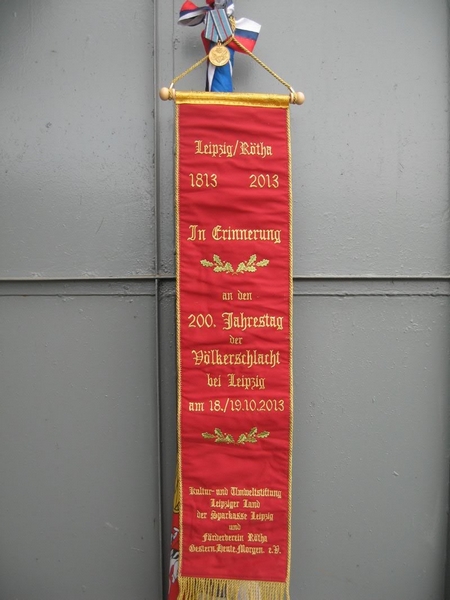 Leipzig/Rötha
1813 2013
In Erinnerung
an den
200. Jahrestag
der
Völkerschlacht
bei Leipzig
am 18./19.10.2013
Kultur- und Umweltstiftung
Leipziger Land
der Sparkasse Leipzig
und
Förderverein Rötha
Gestern.Heute.Morgen. e.V.